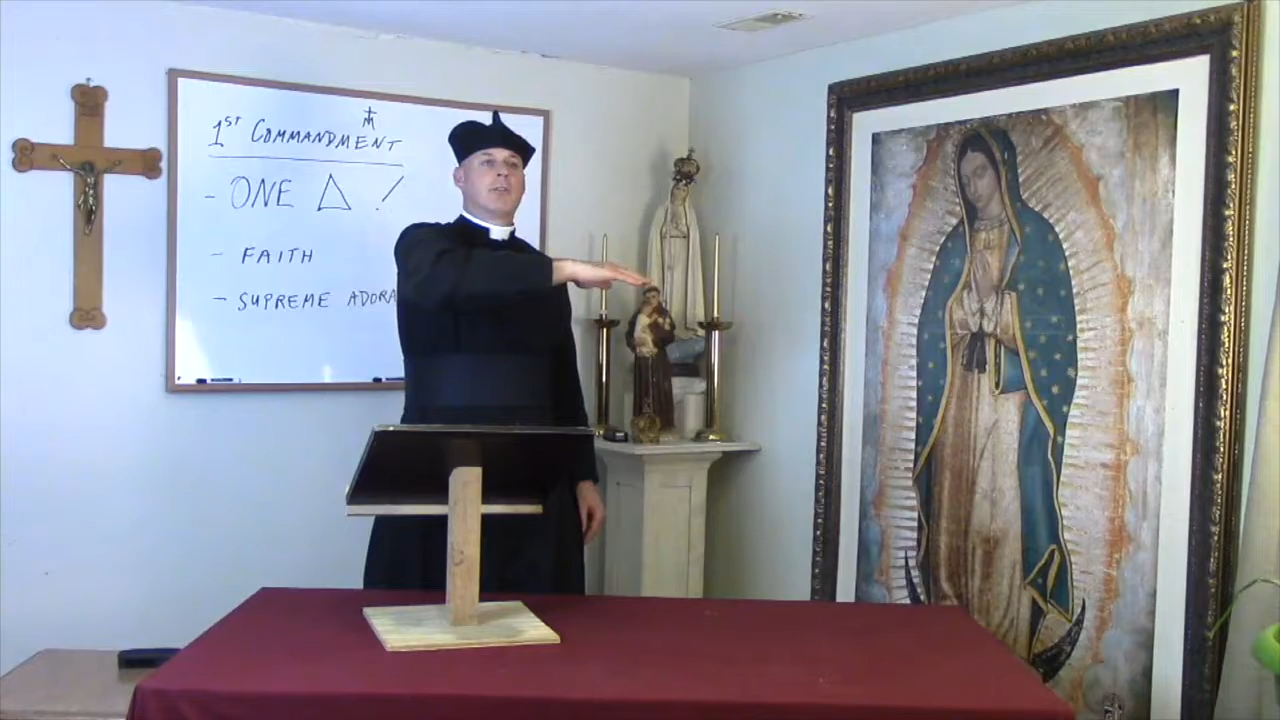 1ST COMMANDMENT
- ONE △ !
- FAITH
- SUPREME ADORA